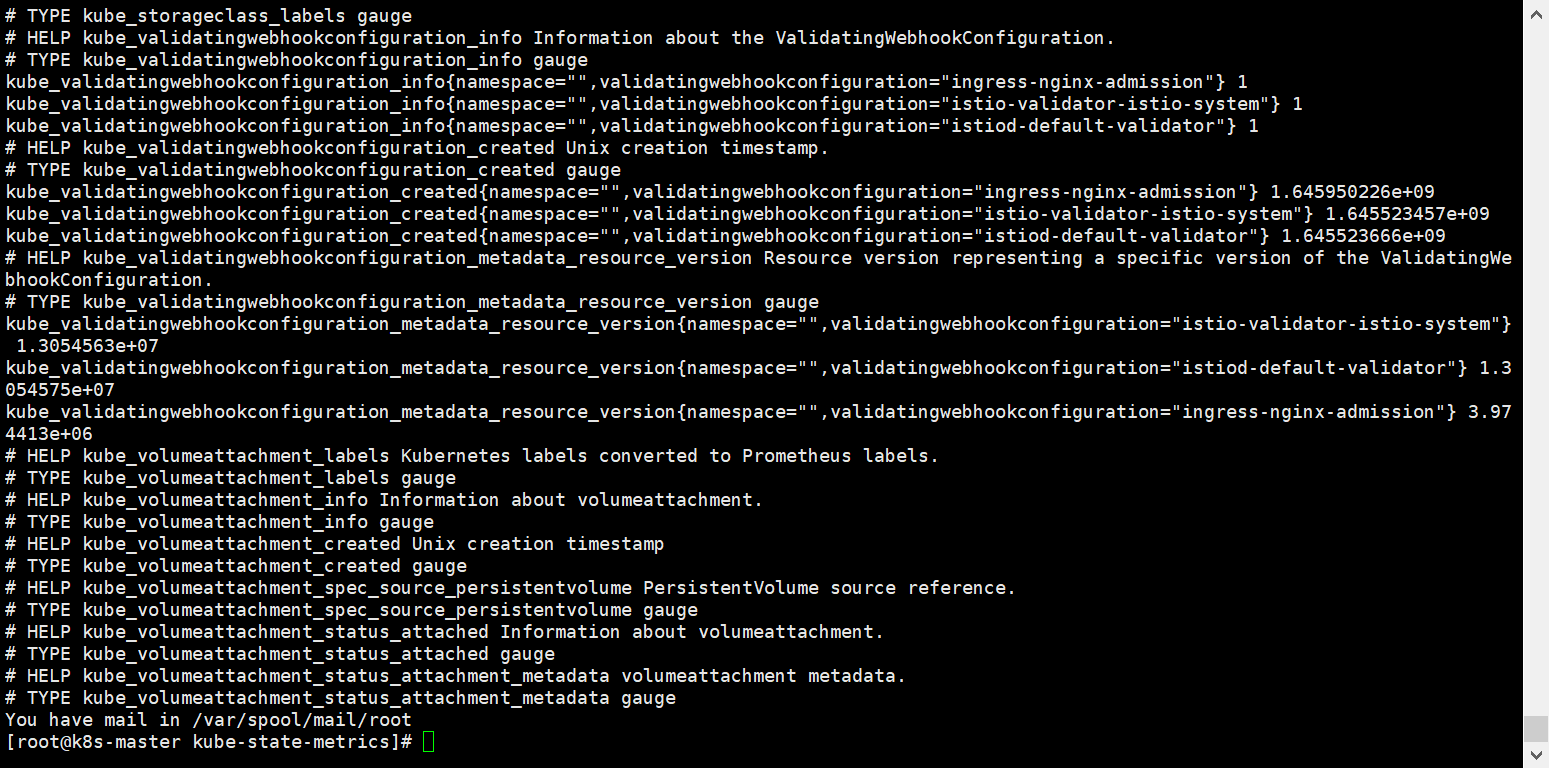 # TYPE kube_storageclass_labels gauge
# HELP kube_validatingwebhookconfiguration_info Information about the ValidatingWebhookConfiguration.
# TYPE kube_validatingwebhookconfiguration_info gauge
kube_validatingwebhookconfiguration_info{namespace="",validatingwebhookconfiguration="ingress-nginx-admission"} 1
kube_validatingwebhookconfiguration_info{namespace="",validatingwebhookconfiguration="istio-validator-istio-system"} 1
kube_validatingwebhookconfiguration_info{namespace="",validatingwebhookconfiguration="istiod-default-validator"} 1
# HELP kube_validatingwebhookconfiguration_created Unix creation timestamp.
# TYPE kube_validatingwebhookconfiguration_created gauge
kube_validatingwebhookconfiguration_created{namespace="",validatingwebhookconfiguration="ingress-nginx-admission"} 1.645950226e+09
kube_validatingwebhookconfiguration_created{namespace="",validatingwebhookconfiguration="istio-validator-istio-system"} 1.645523457e+09
kube_validatingwebhookconfiguration_created{namespace="",validatingwebhookconfiguration="istiod-default-validator"} 1.645523666e+09
# HELP kube_validatingwebhookconfiguration_metadata_resource_version Resource version representing a specific version of the ValidatingWe
bhookConfiguration.
# TYPE kube_validatingwebhookconfiguration_metadata_resource_version gauge
kube_validatingwebhookconfiguration_metadata_resource_version{namespace="",validatingwebhookconfiguration="istio-validator-istio-system"}
 1.3054563e+07
kube_validatingwebhookconfiguration_metadata_resource_version{namespace="",validatingwebhookconfiguration="istiod-default-validator"} 1.3
054575e+07
kube_validatingwebhookconfiguration_metadata_resource_version{namespace="",validatingwebhookconfiguration="ingress-nginx-admission"} 3.97
4413e+06
# HELP kube_volumeattachment_labels Kubernetes labels converted to Prometheus labels.
# TYPE kube_volumeattachment_labels gauge
# HELP kube_volumeattachment_info Information about volumeattachment.
# TYPE kube_volumeattachment_info gauge
# HELP kube_volumeattachment_created Unix creation timestamp
# TYPE kube_volumeattachment_created gauge
# HELP kube_volumeattachment_spec_source_persistentvolume PersistentVolume source reference.
# TYPE kube_volumeattachment_spec_source_persistentvolume gauge
# HELP kube_volumeattachment_status_attached Information about volumeattachment.
# TYPE kube_volumeattachment_status_attached gauge
# HELP kube_volumeattachment_status_attachment_metadata volumeattachment metadata.
# TYPE kube_volumeattachment_status_attachment_metadata gauge
You have mail in /var/spool/mail/root
[root@k8s-master kube-state-metrics]#